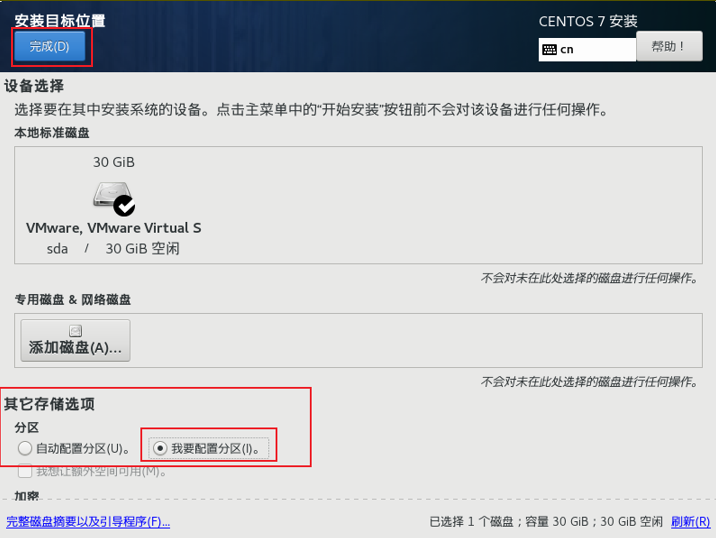 安装目标位置
CENTOS 7 安装
完成(D)
cn
帮助！
设备选择
选择要在其中安装系统的设备。点击主菜单中的“开始安装”按钮前不会对该设备进行任何操作。
本地标准磁盘
30 GiB
VMware, VMware Virtual S
sda / 30 GiB 空闲
不会对未在此处选择的磁盘进行任何操作。
专用磁盘 & 网络磁盘
添加磁盘(A)...
不会对未在此处选择的磁盘进行任何操作。
其它存储选项
分区
自动配置分区(U)。 我要配置分区(I)。
我想让额外空间可用(M)。
加密
完整磁盘摘要以及引导程序(F)...
已选择 1 个磁盘；容量 30 GiB；30 GiB 空闲 刷新(R)